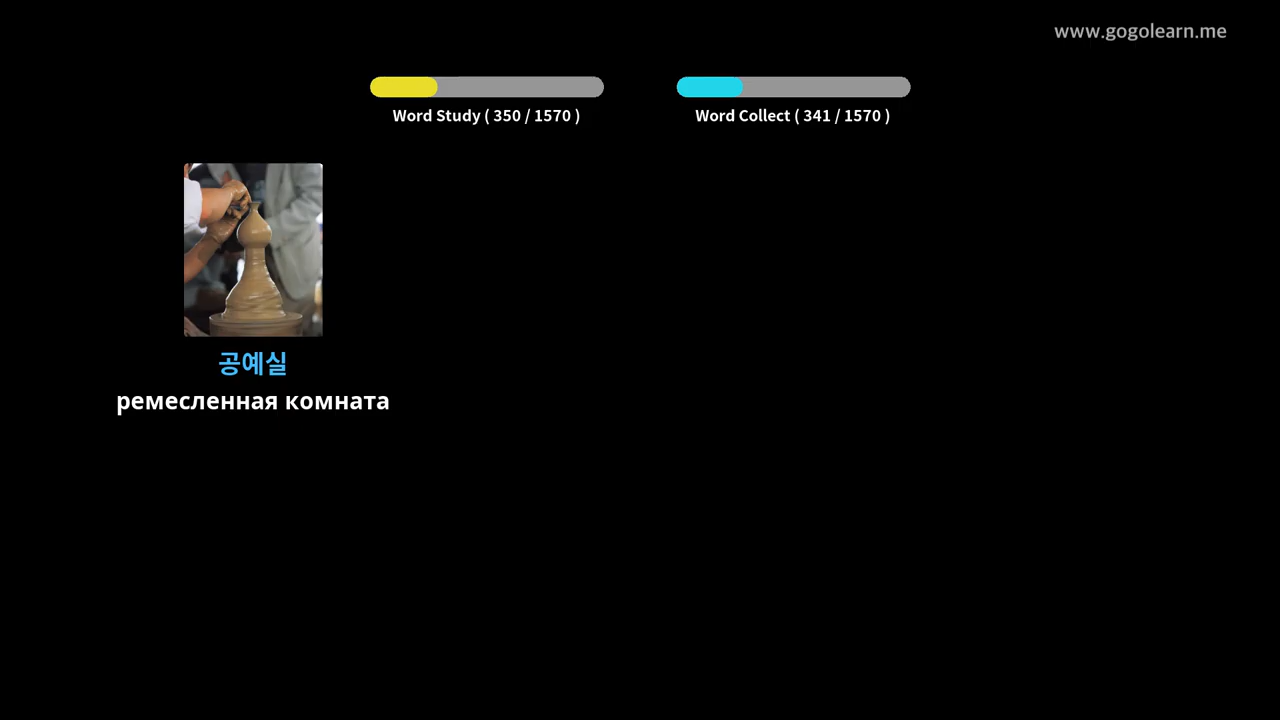 www.gogolearn.me
Word Study ( 350 / 1570 )
Word Collect ( 341 / 1570 )
공예실
ремесленная комната